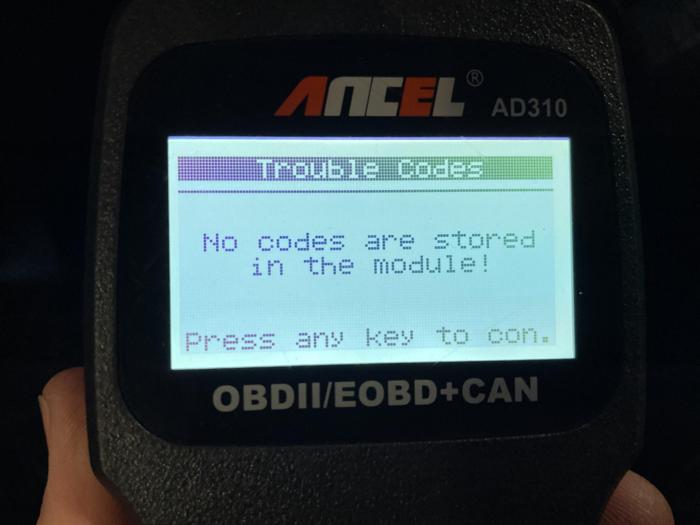 ANCEL® AD310
Trouble Codes
No codes are stored
in the module!
Press any key to con.
OBDII/EOBD+CAN